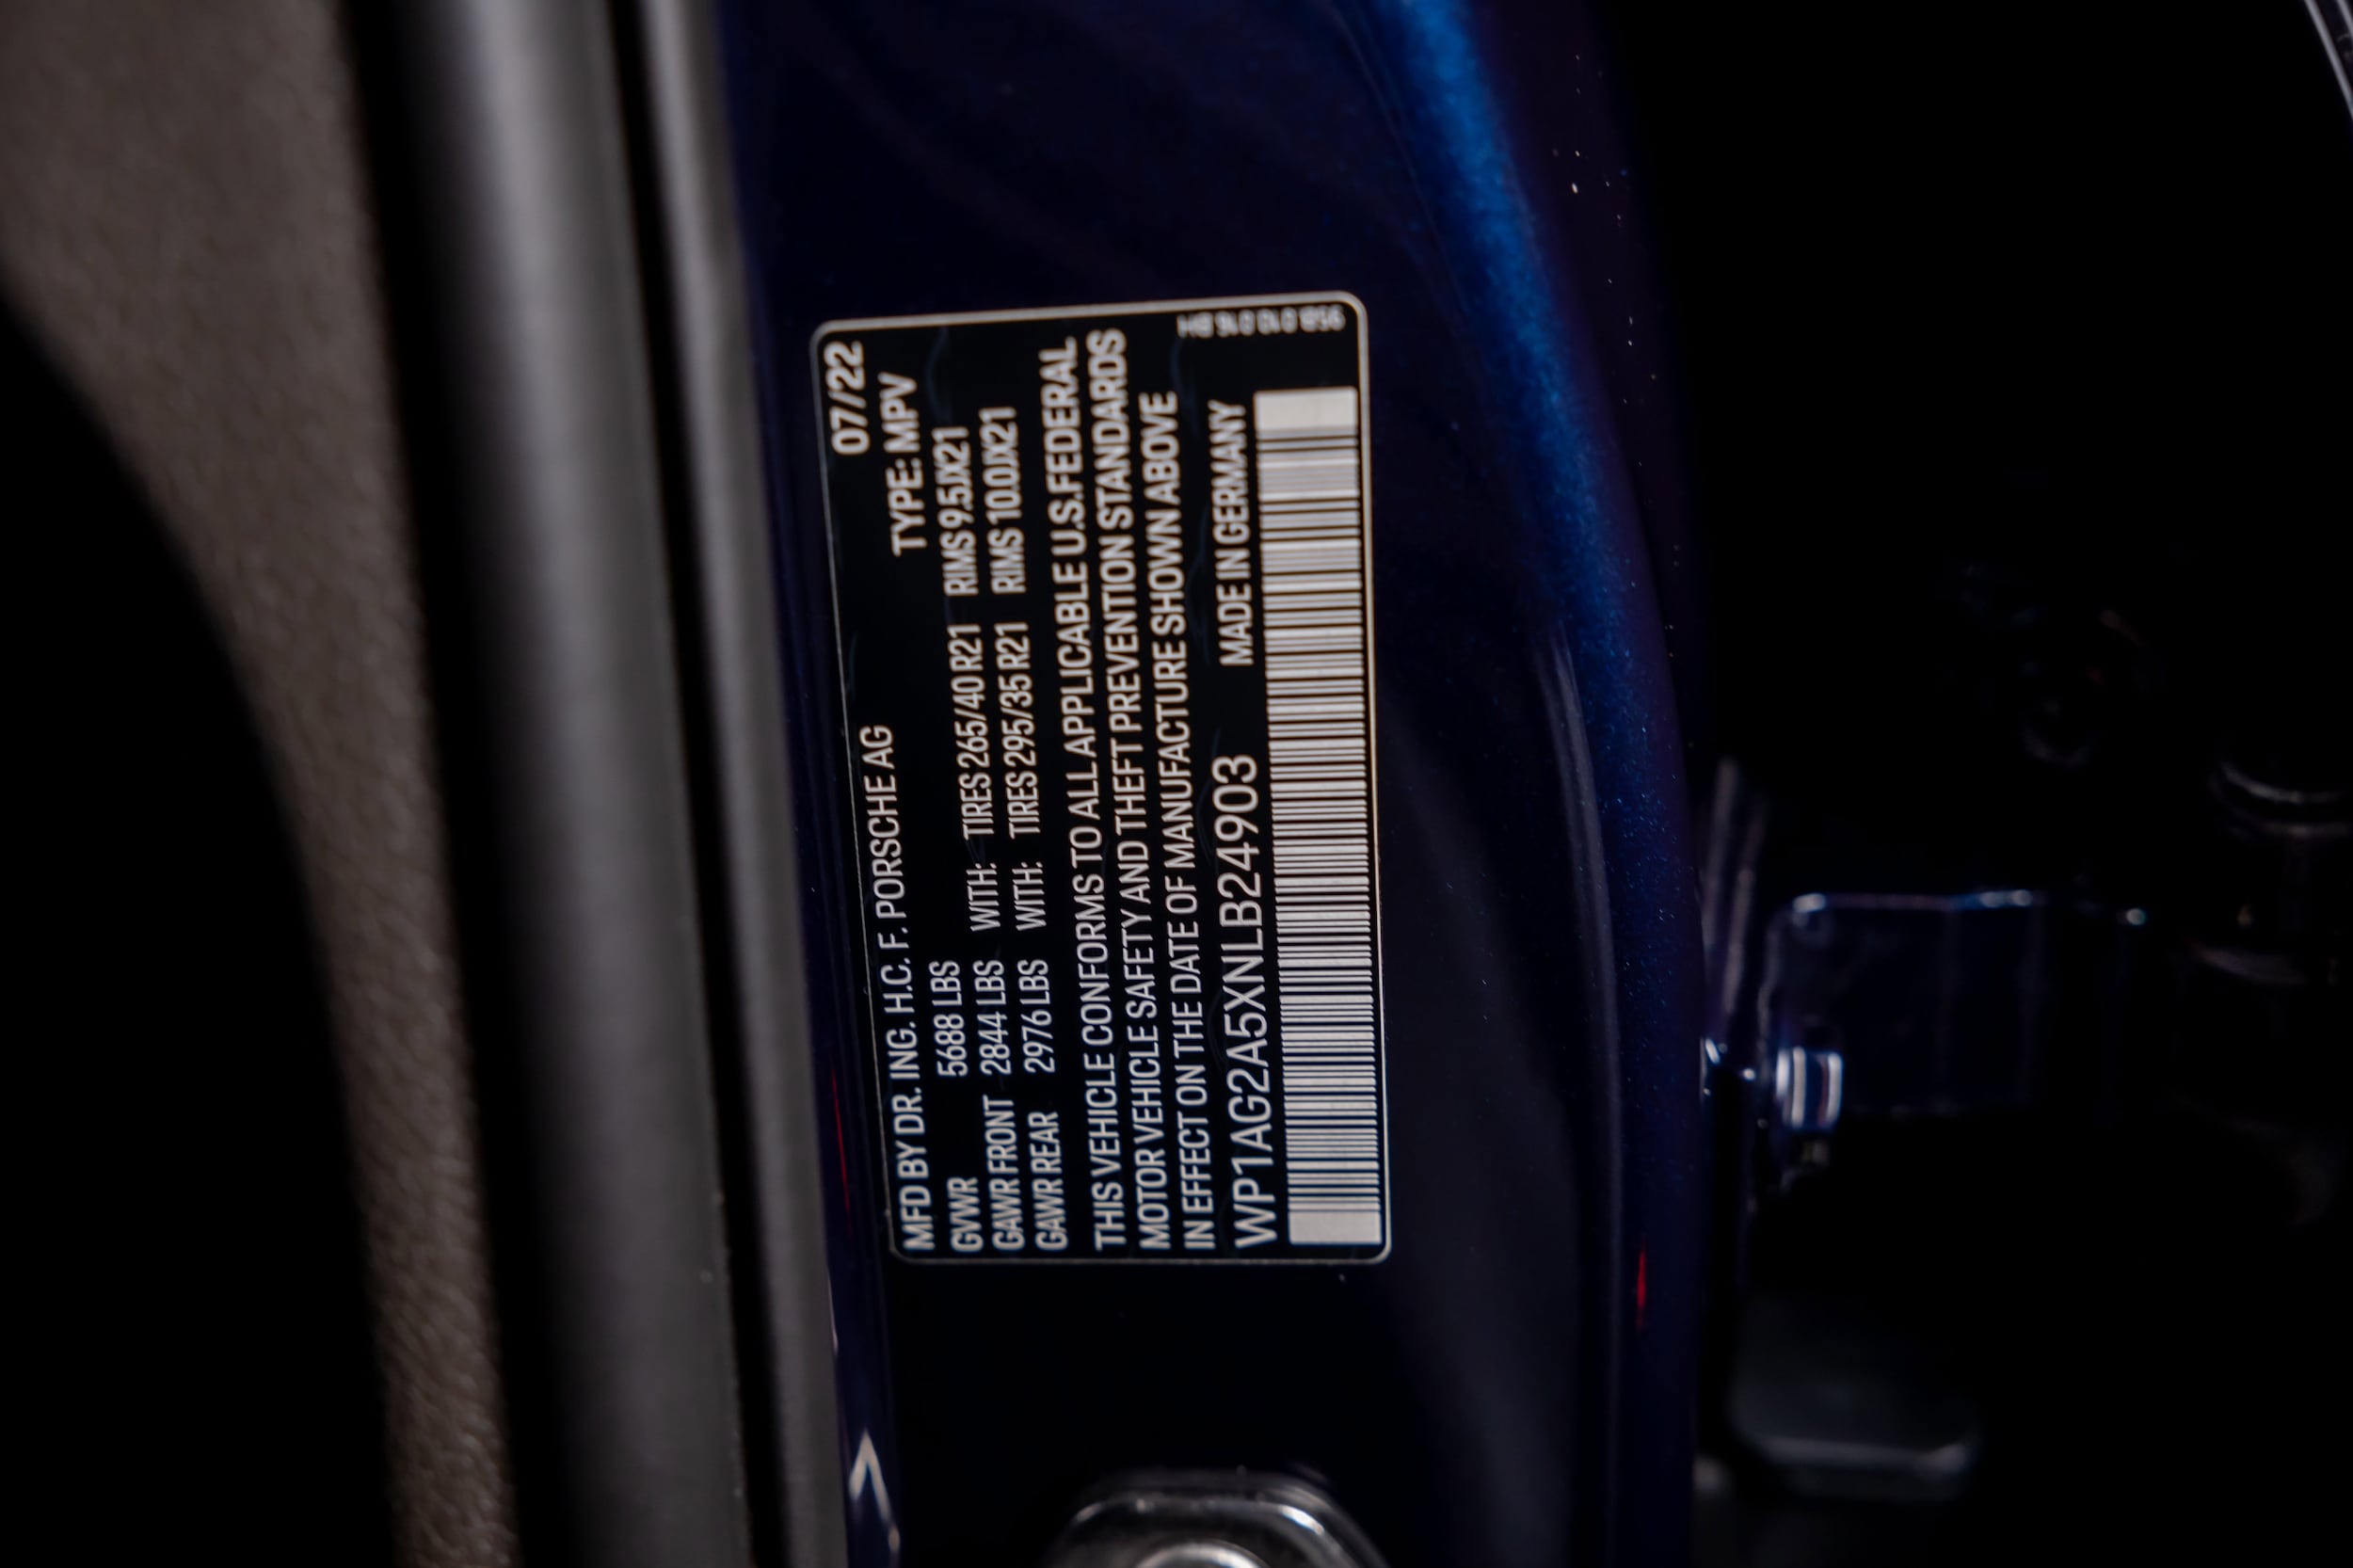 MFD BY DR. ING. H.C. F. PORSCHE AG 07/22
GVWR 5688 LBS TYPE: MPV
GAWR FRONT 2844 LBS WITH: TIRES 265/40 R21 RIMS 9.5JX21
GAWR REAR 2976 LBS WITH: TIRES 295/35 R21 RIMS 10.0JX21
THIS VEHICLE CONFORMS TO ALL APPLICABLE U.S. FEDERAL
MOTOR VEHICLE SAFETY AND THEFT PREVENTION STANDARDS
IN EFFECT ON THE DATE OF MANUFACTURE SHOWN ABOVE
WP1AG2A5XNLB24903 MADE IN GERMANY